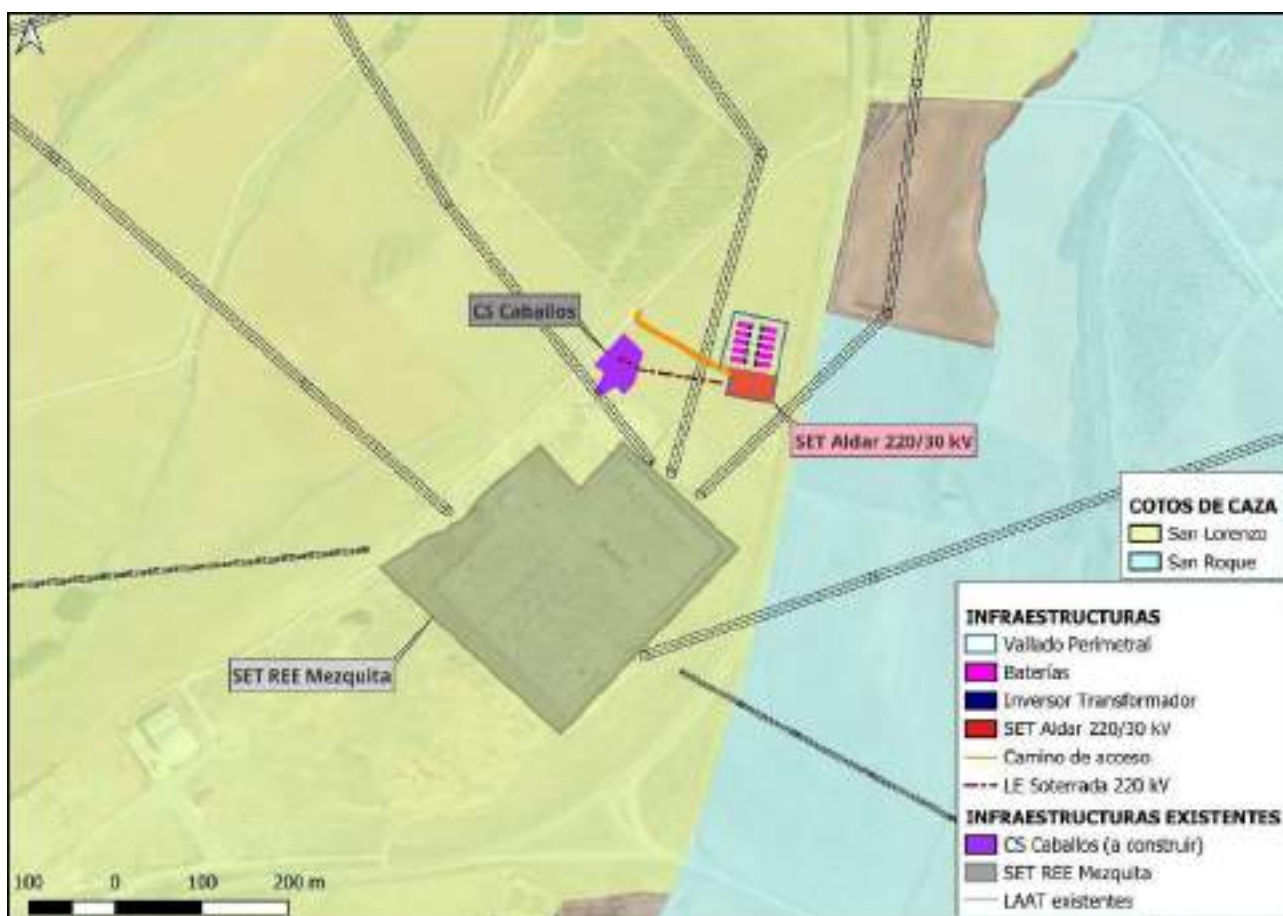 CS Caballos
SET Aldar 220/30 kV
SET REE Mezquita
COTOS DE CAZA
San Lorenzo
San Roque
INFRAESTRUCTURAS
Vallado Perimetral
Baterías
Inversor Transformador
SET Aldar 220/30 kV
Camino de acceso
LE Soterrada 220 kV
INFRAESTRUCTURAS EXISTENTES
CS Caballos (a construir)
SET REE Mezquita
LAAT existentes
100 0 100 200 m